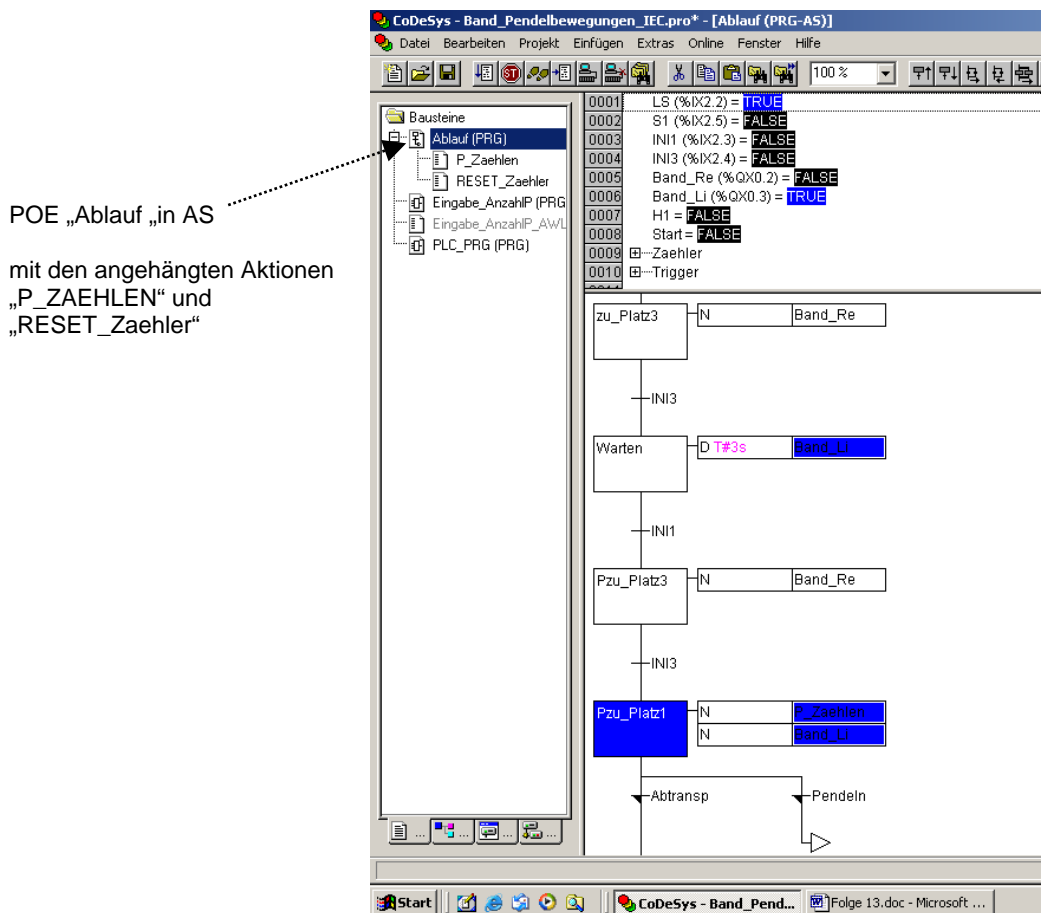 CoDeSys - Band_Pendelbewegungen_IEC.pro* - [Ablauf (PRG-AS)]
Datei Bearbeiten Projekt Einfügen Extras Online Fenster Hilfe
100 %
POE „Ablauf „in AS
mit den angehängten Aktionen
„P_ZAEHLEN“ und
„RESET_Zaehler“
Bausteine
Ablauf (PRG)
P_Zaehlen
RESET_Zaehler
Eingabe_AnzahlP (PRG
Eingabe_AnzahlP_AWL
PLC_PRG (PRG)
0001 LS (%IX2.2) = TRUE
0002 S1 (%IX2.5) = FALSE
0003 INI1 (%IX2.3) = FALSE
0004 INI3 (%IX2.4) = FALSE
0005 Band_Re (%QX0.2) = FALSE
0006 Band_Li (%QX0.3) = TRUE
0007 H1 = FALSE
0008 Start = FALSE
0009 Zaehler
0010 Trigger
zu_Platz3 N Band_Re
INI3
Warten D T#3s Band_Li
INI1
Pzu_Platz3 N Band_Re
INI3
Pzu_Platz1 N P_Zaehlen
N Band_Li
Abtransp Pendeln
... ... ... ...
Start CoDeSys - Band_Pend... Folge 13.doc - Microsoft ...